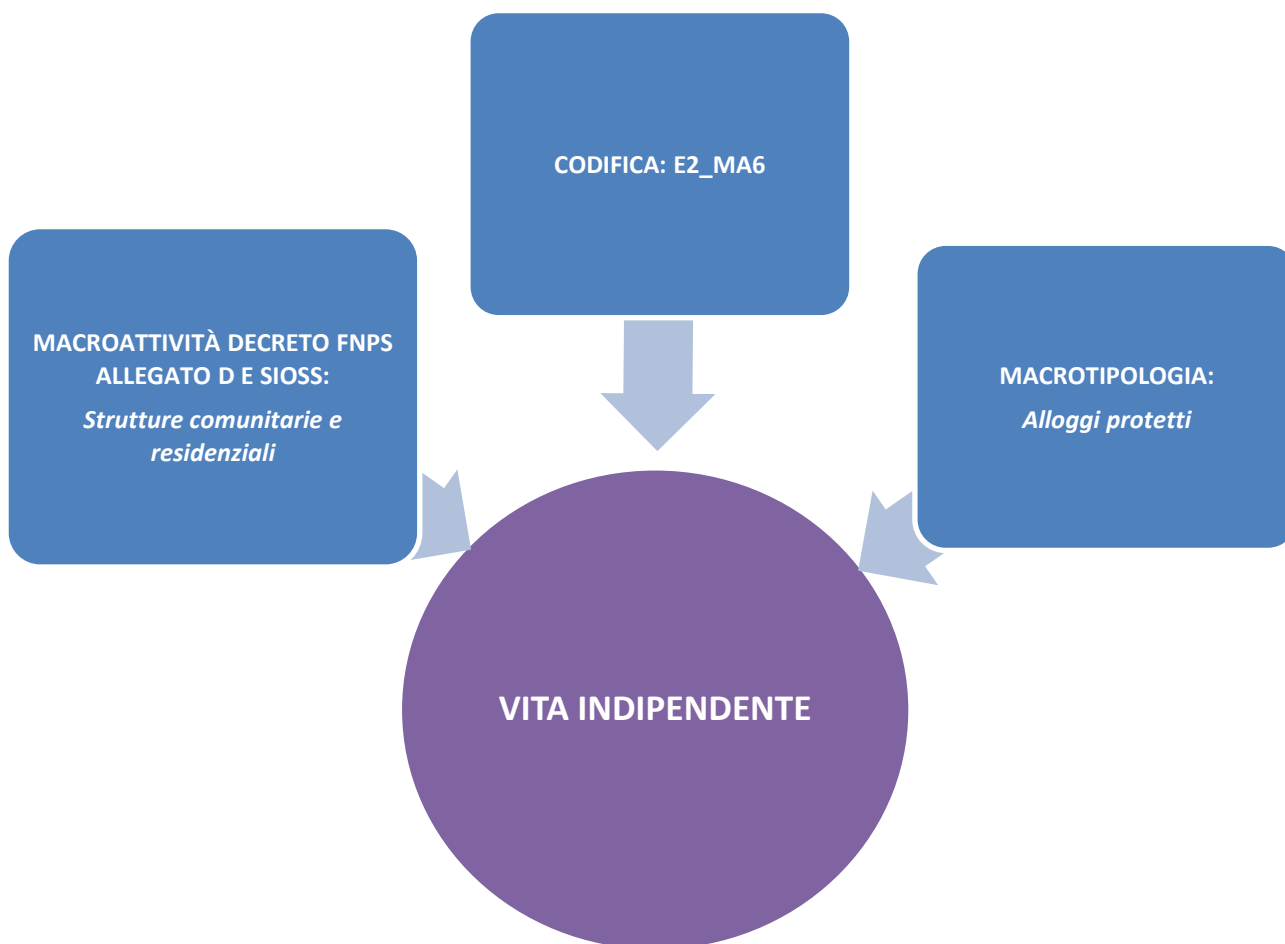 CODIFICA: E2_MA6
MACROATTIVITÀ DECRETO FNPS
ALLEGATO D E SIOSS:
Strutture comunitarie e
residenziali
MACROTIPOLOGIA:
Alloggi protetti
VITA INDIPENDENTE